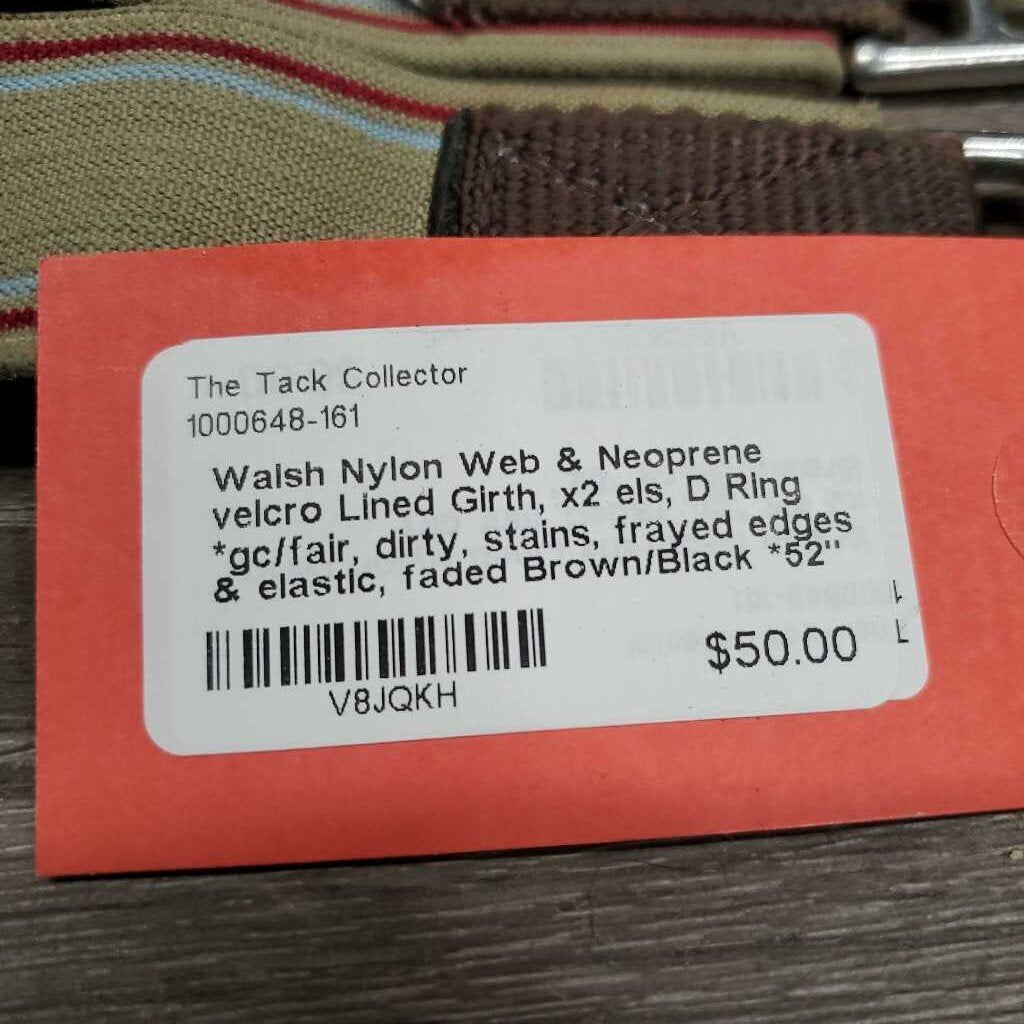 The Tack Collector
1000648-161
Walsh Nylon Web & Neoprene
velcro Lined Girth, x2 els, D Ring
*gc/fair, dirty, stains, frayed edges
& elastic, faded Brown/Black *52"
V8JQKH
$50.00